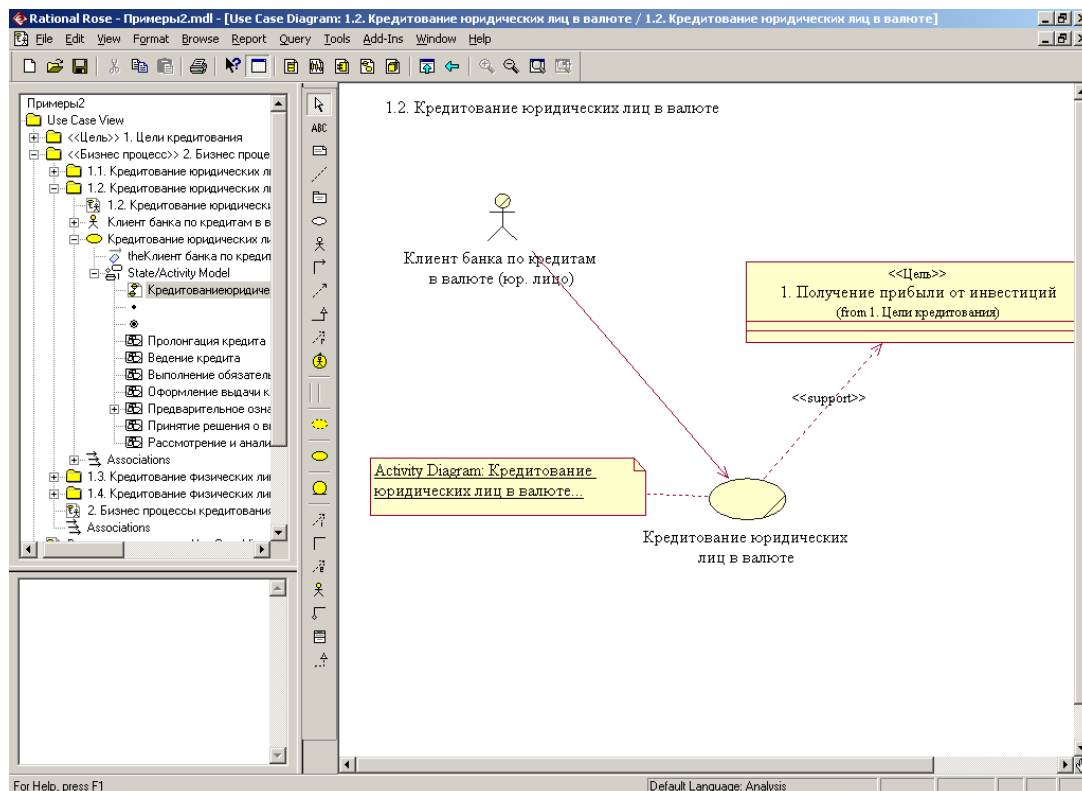 Rational Rose - Примеры2.mdl - [Use Case Diagram: 1.2. Кредитование юридических лиц в валюте / 1.2. Кредитование юридических лиц в валюте]
File Edit View Format Browse Report Query Tools Add-Ins Window Help
Примеры2
Use Case View
<<Цель>> 1. Цели кредитования
<<Бизнес процесс>> 2. Бизнес проце
1.1. Кредитование юридических л
1.2. Кредитование юридических л
1.2. Кредитование юридически
Клиент банка по кредитам в в
Кредитование юридических ли
theКлиент банка по кредит
State/Activity Model
Кредитованиеюридиче
Пролонгация кредита
Ведение кредита
Выполнение обязатель
Оформление выдачи к
Предварительное озна
Принятие решения о в
Рассмотрение и анали
Associations
1.3. Кредитование физических ли
1.4. Кредитование физических ли
2. Бизнес процессы кредитования
Associations
ABC
1.2. Кредитование юридических лиц в валюте
Клиент банка по кредитам
в валюте (юр. лицо)
<<Цель>>
1. Получение прибыли от инвестиций
(from 1. Цели кредитования)
<<support>>
Activity Diagram: Кредитование
юридических лиц в валюте...
Кредитование юридических
лиц в валюте
For Help, press F1
Default Language: Analysis